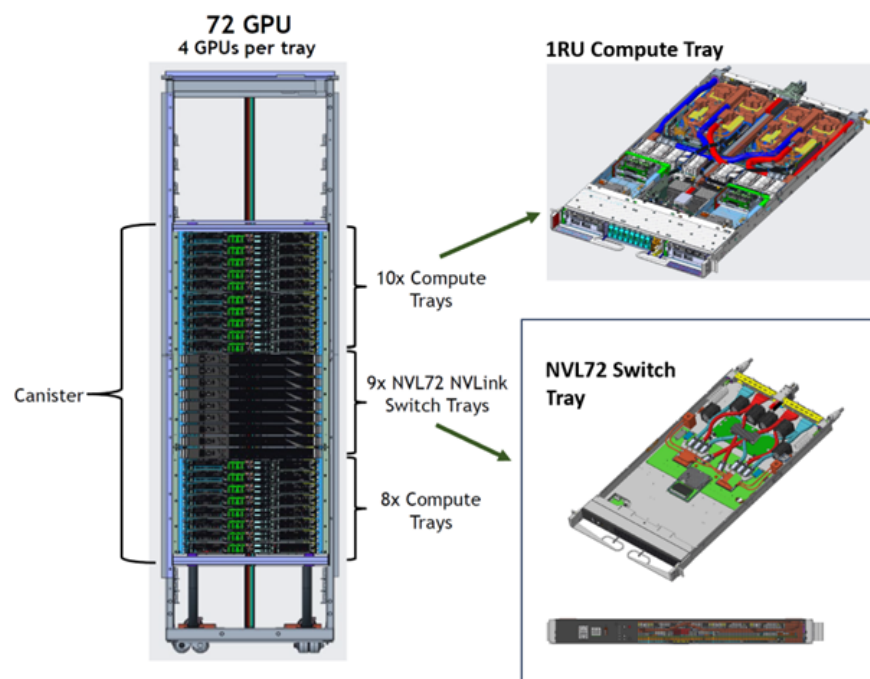 72 GPU
4 GPUs per tray
1RU Compute Tray
10x Compute
Trays
Canister
9x NVL72 NVLink
Switch Trays
NVL72 Switch
Tray
8x Compute
Trays